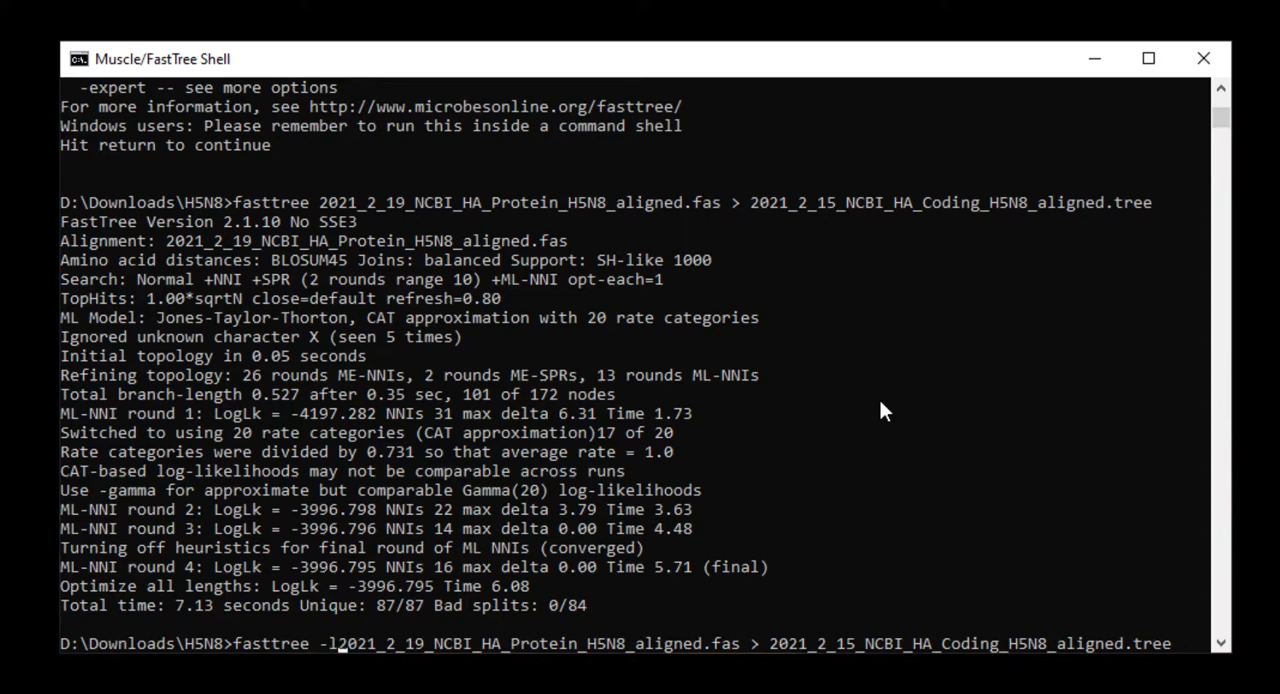 Muscle/FastTree Shell
-expert -- see more options
For more information, see http://www.microbesonline.org/fasttree/
Windows users: Please remember to run this inside a command shell
Hit return to continue
D:\Downloads\H5N8>fasttree 2021_2_19_NCBI_HA_Protein_H5N8_aligned.fas > 2021_2_15_NCBI_HA_Coding_H5N8_aligned.tree
FastTree Version 2.1.10 No SSE3
Alignment: 2021_2_19_NCBI_HA_Protein_H5N8_aligned.fas
Amino acid distances: BLOSUM45 Joins: balanced Support: SH-like 1000
Search: Normal +NNI +SPR (2 rounds range 10) +ML-NNI opt-each=1
TopHits: 1.00*sqrtN close=default refresh=0.80
ML Model: Jones-Taylor-Thorton, CAT approximation with 20 rate categories
Ignored unknown character X (seen 5 times)
Initial topology in 0.05 seconds
Refining topology: 26 rounds ME-NNIs, 2 rounds ME-SPRs, 13 rounds ML-NNIs
Total branch-length 0.527 after 0.35 sec, 101 of 172 nodes
ML-NNI round 1: LogLk = -4197.282 NNIs 31 max delta 6.31 Time 1.73
Switched to using 20 rate categories (CAT approximation)17 of 20
Rate categories were divided by 0.731 so that average rate = 1.0
CAT-based log-likelihoods may not be comparable across runs
Use -gamma for approximate but comparable Gamma(20) log-likelihoods
ML-NNI round 2: LogLk = -3996.798 NNIs 22 max delta 3.79 Time 3.63
ML-NNI round 3: LogLk = -3996.796 NNIs 14 max delta 0.00 Time 4.48
Turning off heuristics for final round of ML NNIs (converged)
ML-NNI round 4: LogLk = -3996.795 NNIs 16 max delta 0.00 Time 5.71 (final)
Optimize all lengths: LogLk = -3996.795 Time 6.08
Total time: 7.13 seconds Unique: 87/87 Bad splits: 0/84
D:\Downloads\H5N8>fasttree -l2021_2_19_NCBI_HA_Protein_H5N8_aligned.fas > 2021_2_15_NCBI_HA_Coding_H5N8_aligned.tree